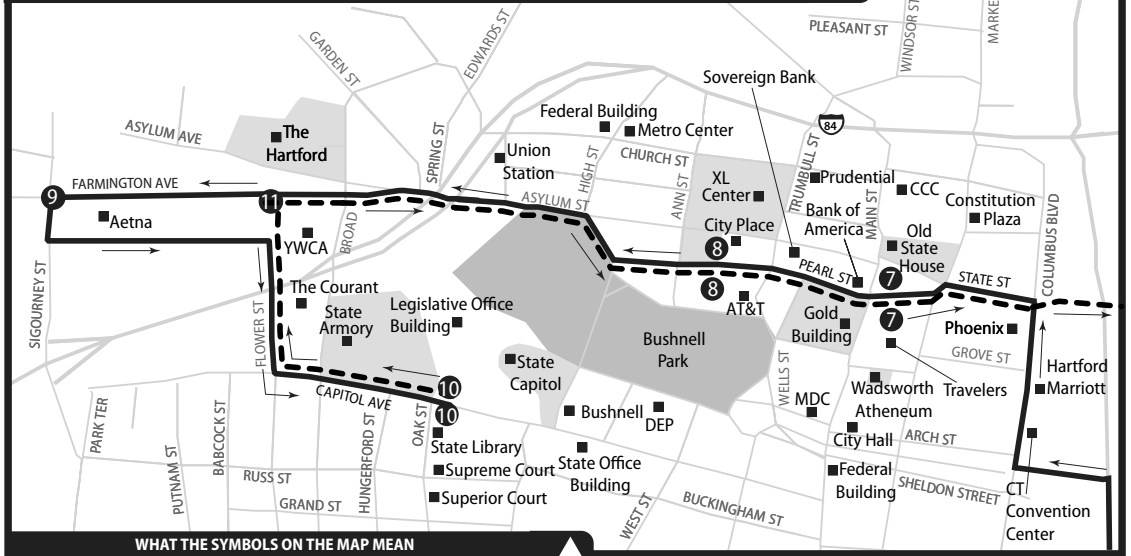 PLEASANT ST
WINDSOR ST
MARKE
GARDEN ST
EDWARDS ST
Sovereign Bank
84
Federal Building
Metro Center
ASYLUM AVE
The
Hartford
SPRING ST
Union
Station
HIGH ST
CHURCH ST
ANN ST
XL
Center
TRUMBULL ST
Prudential
MAIN ST
CCC
Constitution
Plaza
COLUMBUS BLVD
9
FARMINGTON AVE
11
ASYLUM ST
Aetna
BROAD
YWCA
City Place
8
Bank of
America
Old
State
House
PEARL ST
7
STATE ST
SIGOURNEY ST
FLOWER ST
The Courant
State
Armory
Legislative Office
Building
8
AT&T
Gold
Building
7
Phoenix
Bushnell
Park
State
Capitol
WELLS ST
GROVE ST
Travelers
Hartford
Marriott
Wadsworth
Atheneum
10
CAPITOL AVE
10
OAK ST
Bushnell
DEP
MDC
City Hall
ARCH ST
PARK TER
PUTNAM ST
BABCOCK ST
HUNGERFORD ST
State Library
Supreme Court
Superior Court
State Office
Building
RUSS ST
GRAND ST
WEST ST
BUCKINGHAM ST
Federal
Building
SHELDON STREET
CT
Convention
Center
WHAT THE SYMBOLS ON THE MAP MEAN